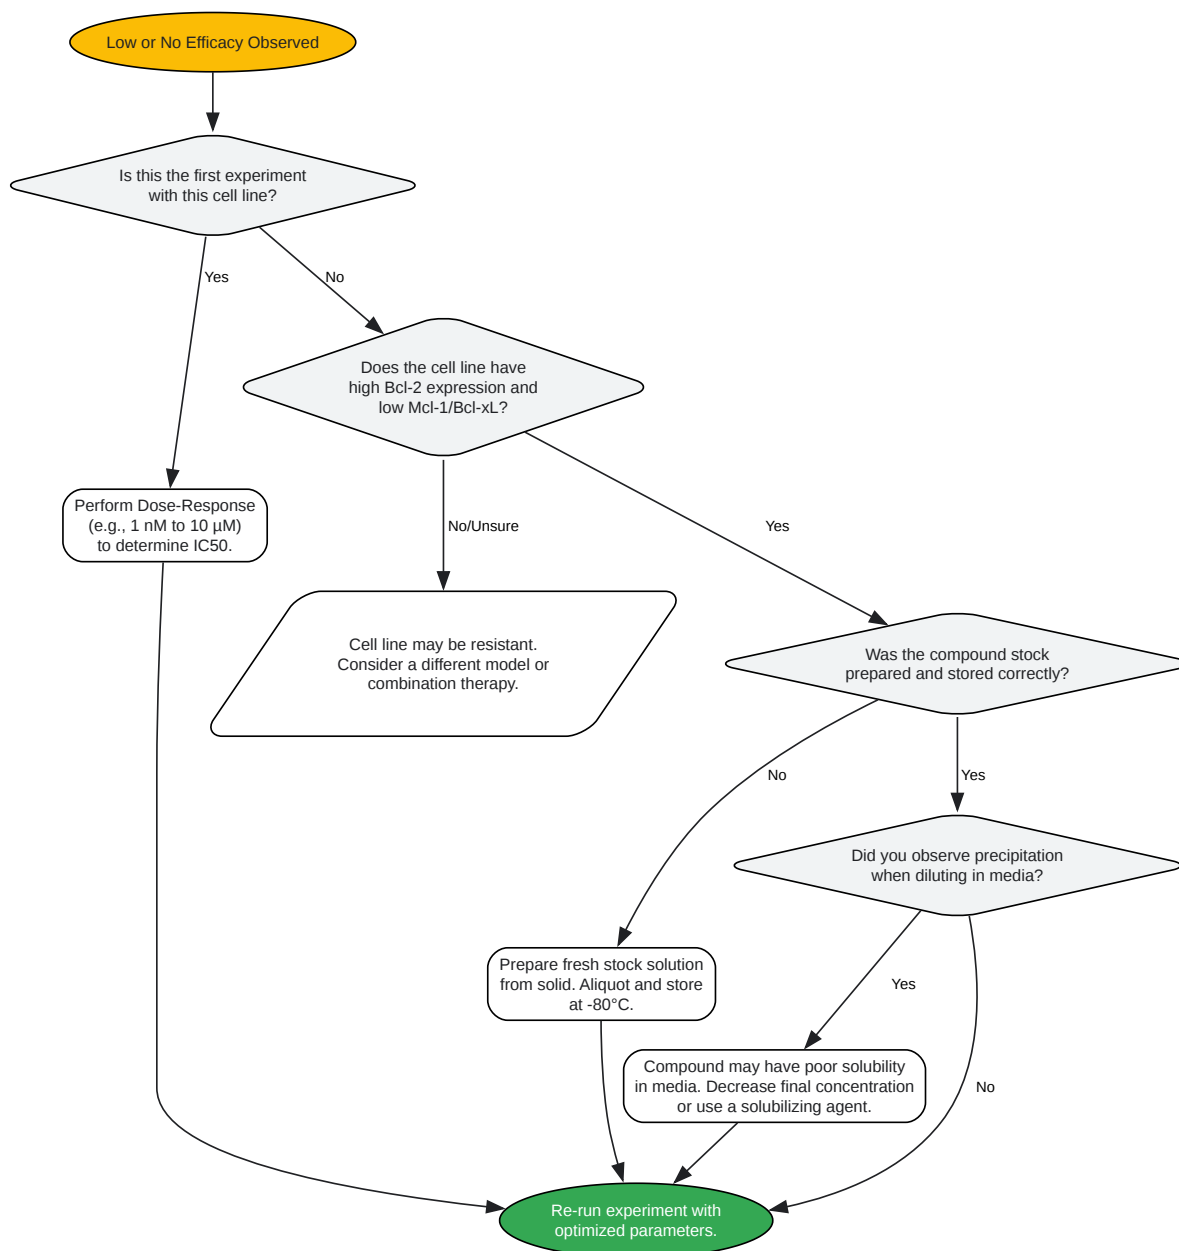 Low or No Efficacy Observed
Is this the first experiment
with this cell line?
Yes
No
Does the cell line have
high Bcl-2 expression and
low Mcl-1/Bcl-xL?
Perform Dose-Response
(e.g., 1 nM to 10 µM)
to determine IC50.
No/Unsure
Yes
Cell line may be resistant.
Consider a different model or
combination therapy.
Was the compound stock
prepared and stored correctly?
No
Yes
Did you observe precipitation
when diluting in media?
Prepare fresh stock solution
from solid. Aliquot and store
at -80°C.
Yes
Compound may have poor solubility
in media. Decrease final concentration
or use a solubilizing agent.
No
Re-run experiment with
optimized parameters.